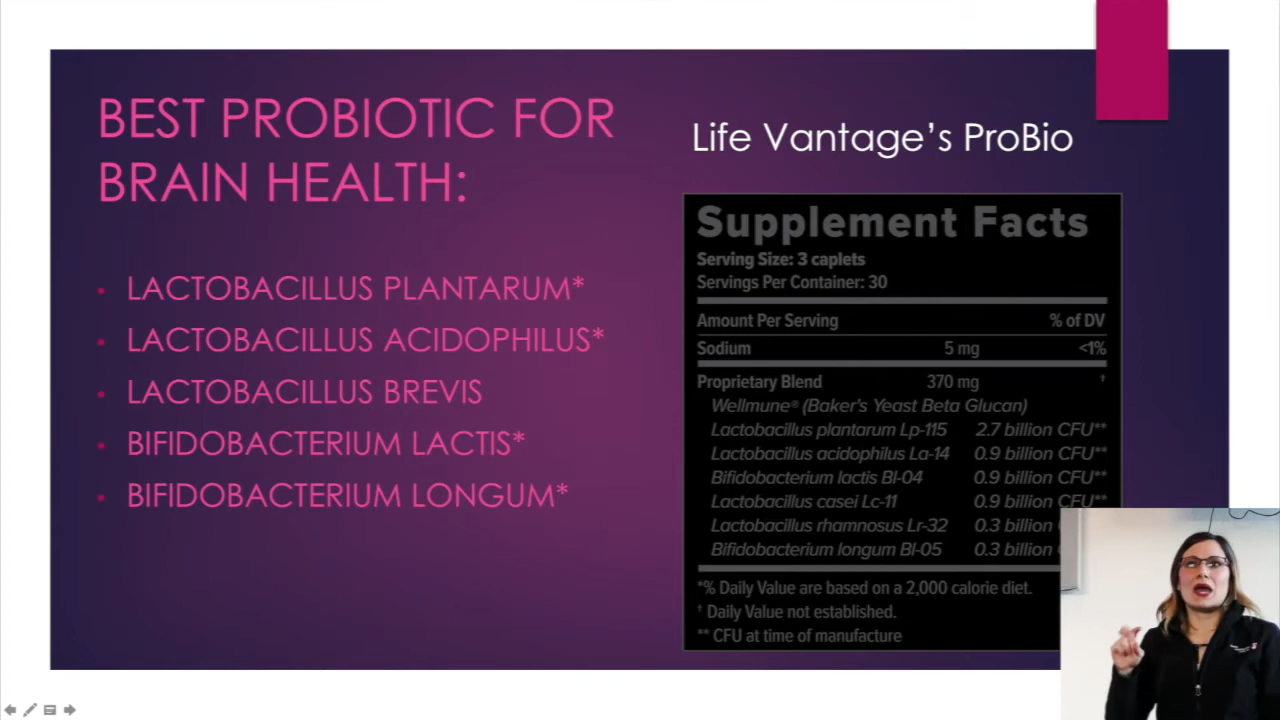 BEST PROBIOTIC FOR
BRAIN HEALTH:
• LACTOBACILLUS PLANTARUM*
• LACTOBACILLUS ACIDOPHILUS*
• LACTOBACILLUS BREVIS
• BIFIDOBACTERIUM LACTIS*
• BIFIDOBACTERIUM LONGUM*
Life Vantage's ProBio
Supplement Facts
Serving Size: 3 caplets
Servings Per Container: 30
Amount Per Serving % of DV
Sodium 5 mg <1%
Proprietary Blend 370 mg †
Wellmune® (Baker's Yeast Beta Glucan)
Lactobacillus plantarum Lp-115 2.7 billion CFU**
Lactobacillus acidophilus La-14 0.9 billion CFU**
Bifidobacterium lactis Bl-04 0.9 billion CFU**
Lactobacillus casei Lc-11 0.9 billion CFU**
Lactobacillus rhamnosus Lr-32 0.3 billion
Bifidobacterium longum Bl-05 0.3 billion
*% Daily Value are based on a 2,000 calorie diet.
† Daily Value not established.
** CFU at time of manufacture